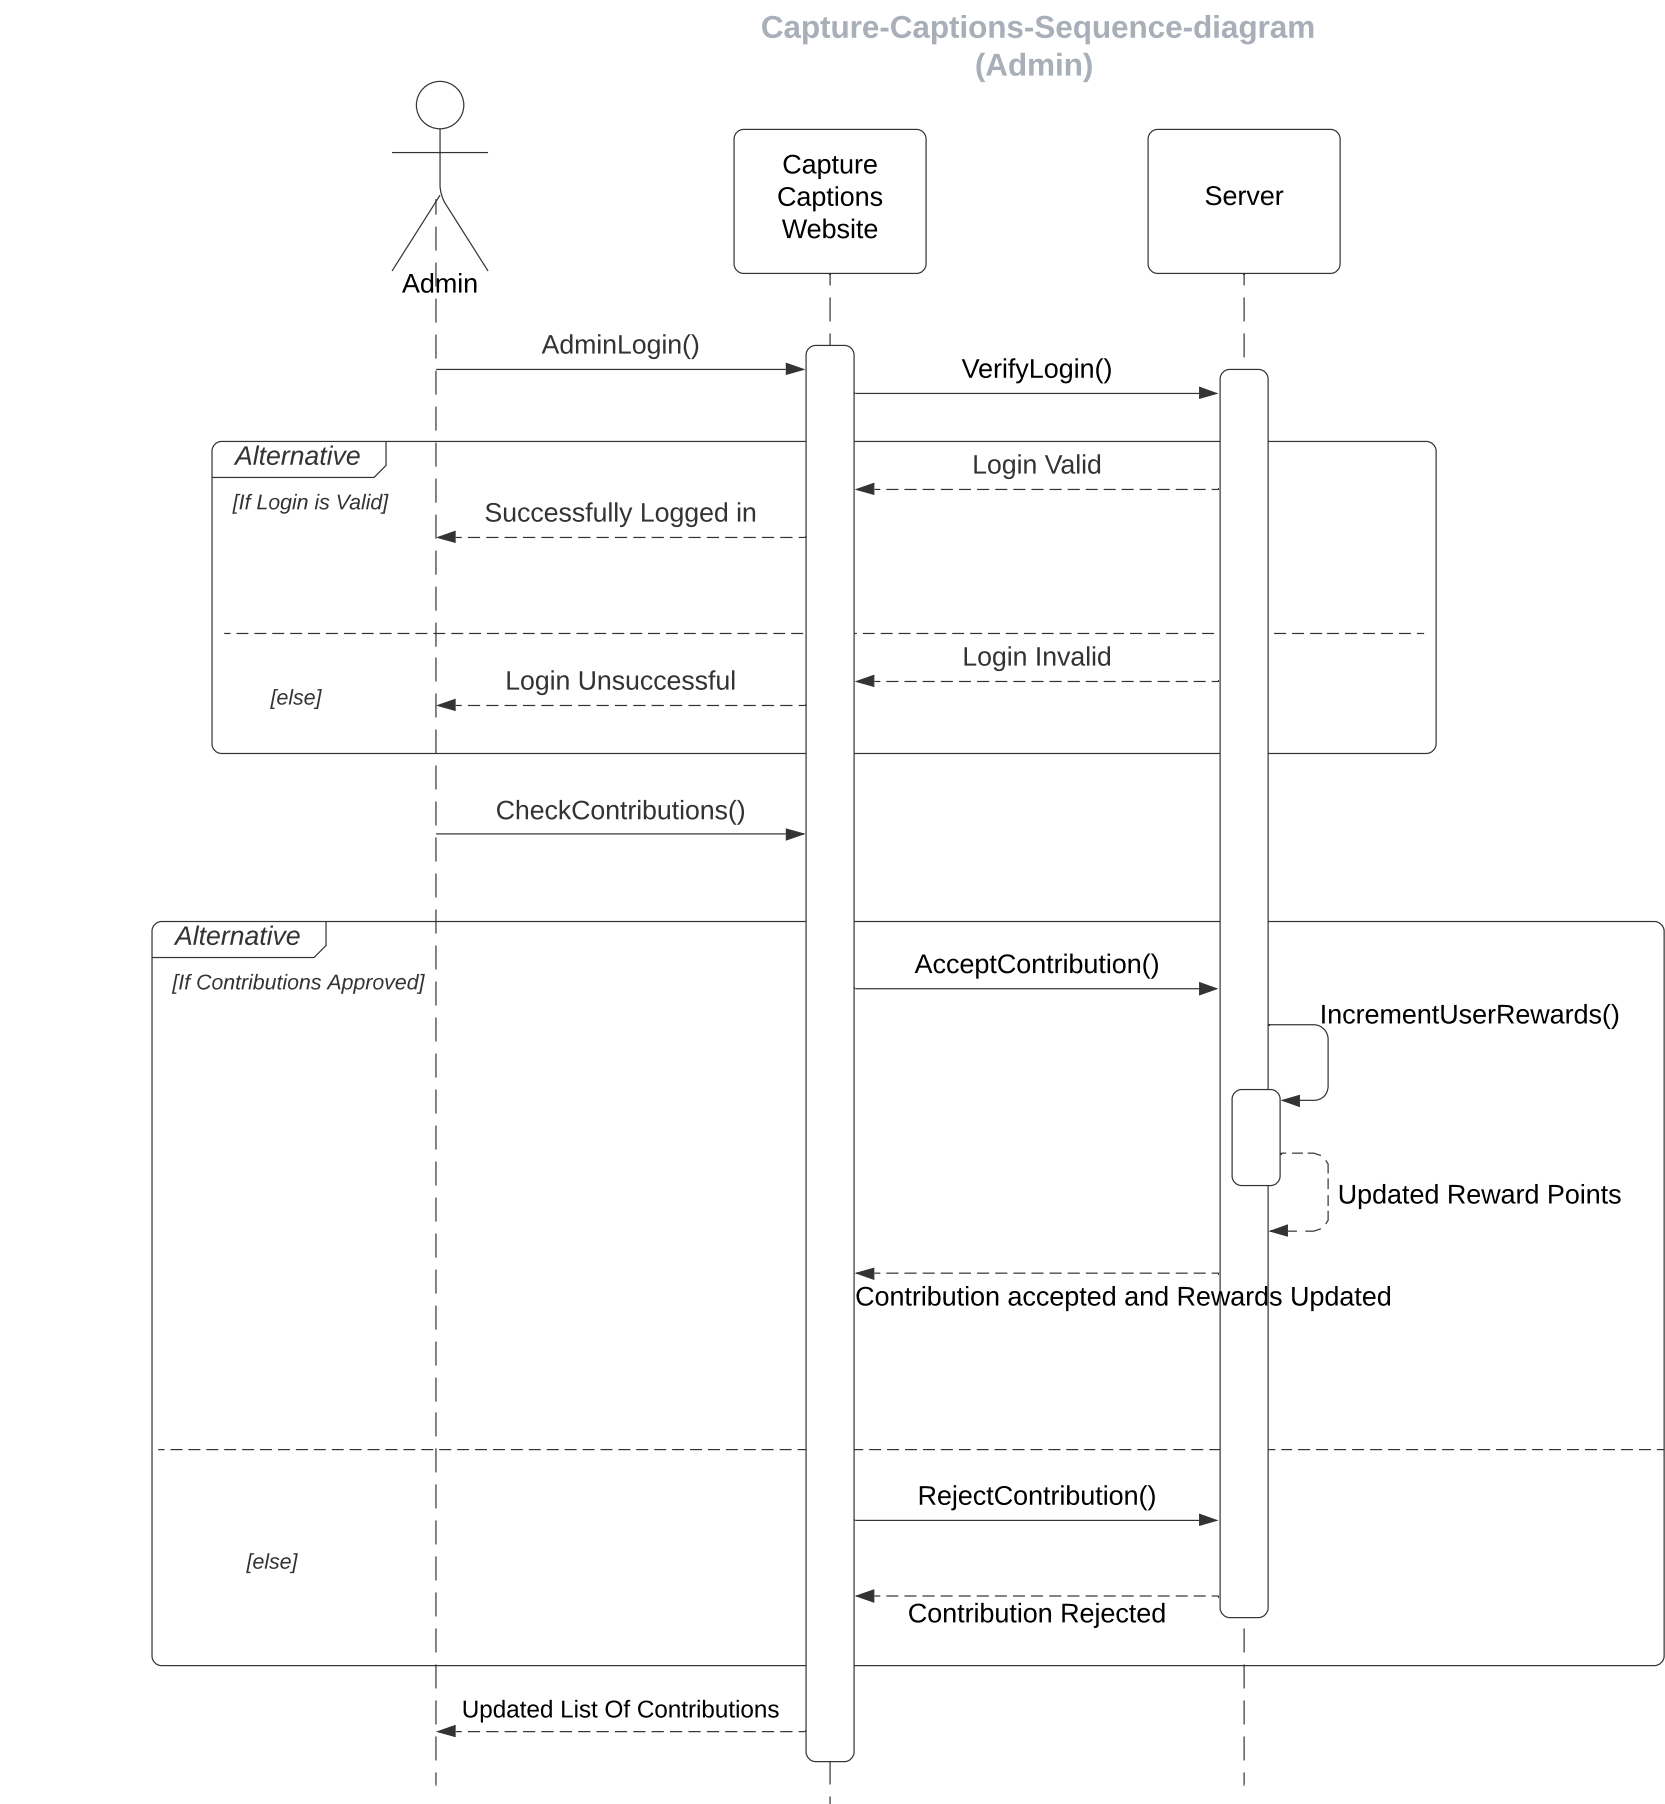 Capture-Captions-Sequence-diagram
(Admin)
Capture
Captions
Website
Server
Admin
AdminLogin()
VerifyLogin()
Alternative
Login Valid
[If Login is Valid]
Successfully Logged in
Login Invalid
Login Unsuccessful
[else]
CheckContributions()
Alternative
AcceptContribution()
[If Contributions Approved]
IncrementUserRewards()
Updated Reward Points
Contribution accepted and Rewards Updated
RejectContribution()
[else]
Contribution Rejected
Updated List Of Contributions